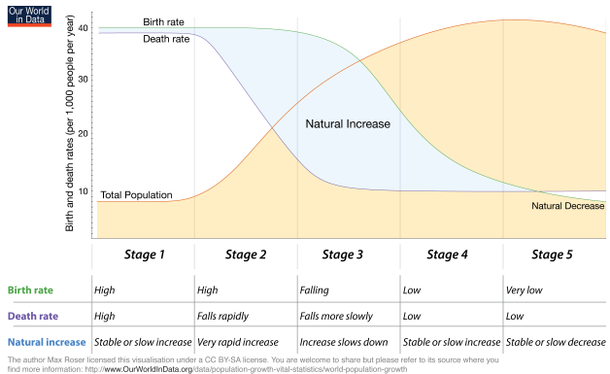 Our World
in Data
Birth and death rates (per 1,000 people per year)
40
30
20
10
Birth rate
Death rate
Natural Increase
Total Population
Natural Decrease
Stage 1 Stage 2 Stage 3 Stage 4 Stage 5
Birth rate High High Falling Low Very low
Death rate High Falls rapidly Falls more slowly Low Low
Natural increase Stable or slow increase Very rapid increase Increase slows down Stable or slow increase Stable or slow decrease
The author Max Roser licensed this visualisation under a CC BY-SA license. You are welcome to share but please refer to its source where you
find more information: http://www.OurWorldInData.org/data/population-growth-vital-statistics/world-population-growth